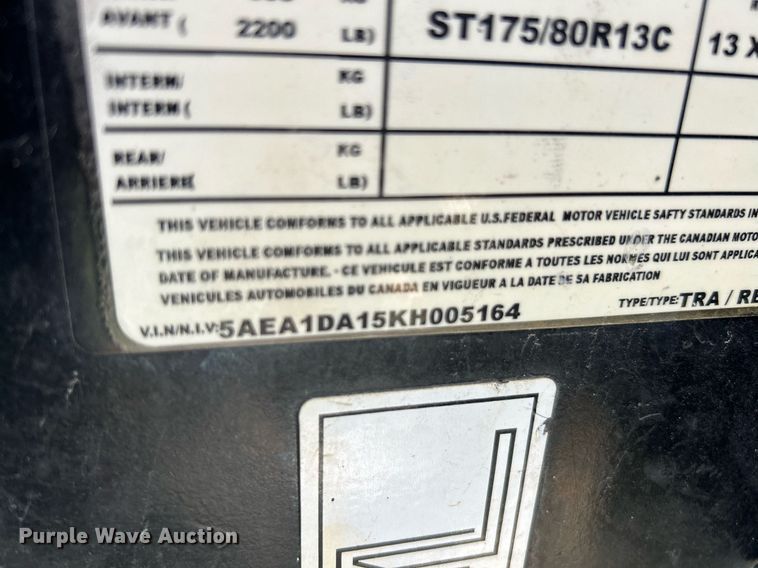 AVANT ( 2200 LB) ST175/80R13C 13 X
INTERM/ KG
INTERM ( LB)
REAR/ KG
ARRIERE( LB)
THIS VEHICLE CONFORMS TO ALL APPLICABLE U.S.FEDERAL MOTOR VEHICLE SAFTY STANDARDS IN
THIS VEHICLE CONFORMS TO ALL APPLICABLE STANDARDS PRESCRIBED UNDER THE CANADIAN MOTO
DATE OF MANUFACTURE. - CE VEHICULE EST CONFORME A TOUTES LES NORMES QUI LUI SONT APPLICA
VENICULES AUTOMOBILES DU CANADA EN VIGUEUR A LA DATE DE SA FABRICATION
V.I.N/N.I.V: 5AEA1DA15KH005164 TYPE/TYPE: TRA / RE
Purple Wave Auction